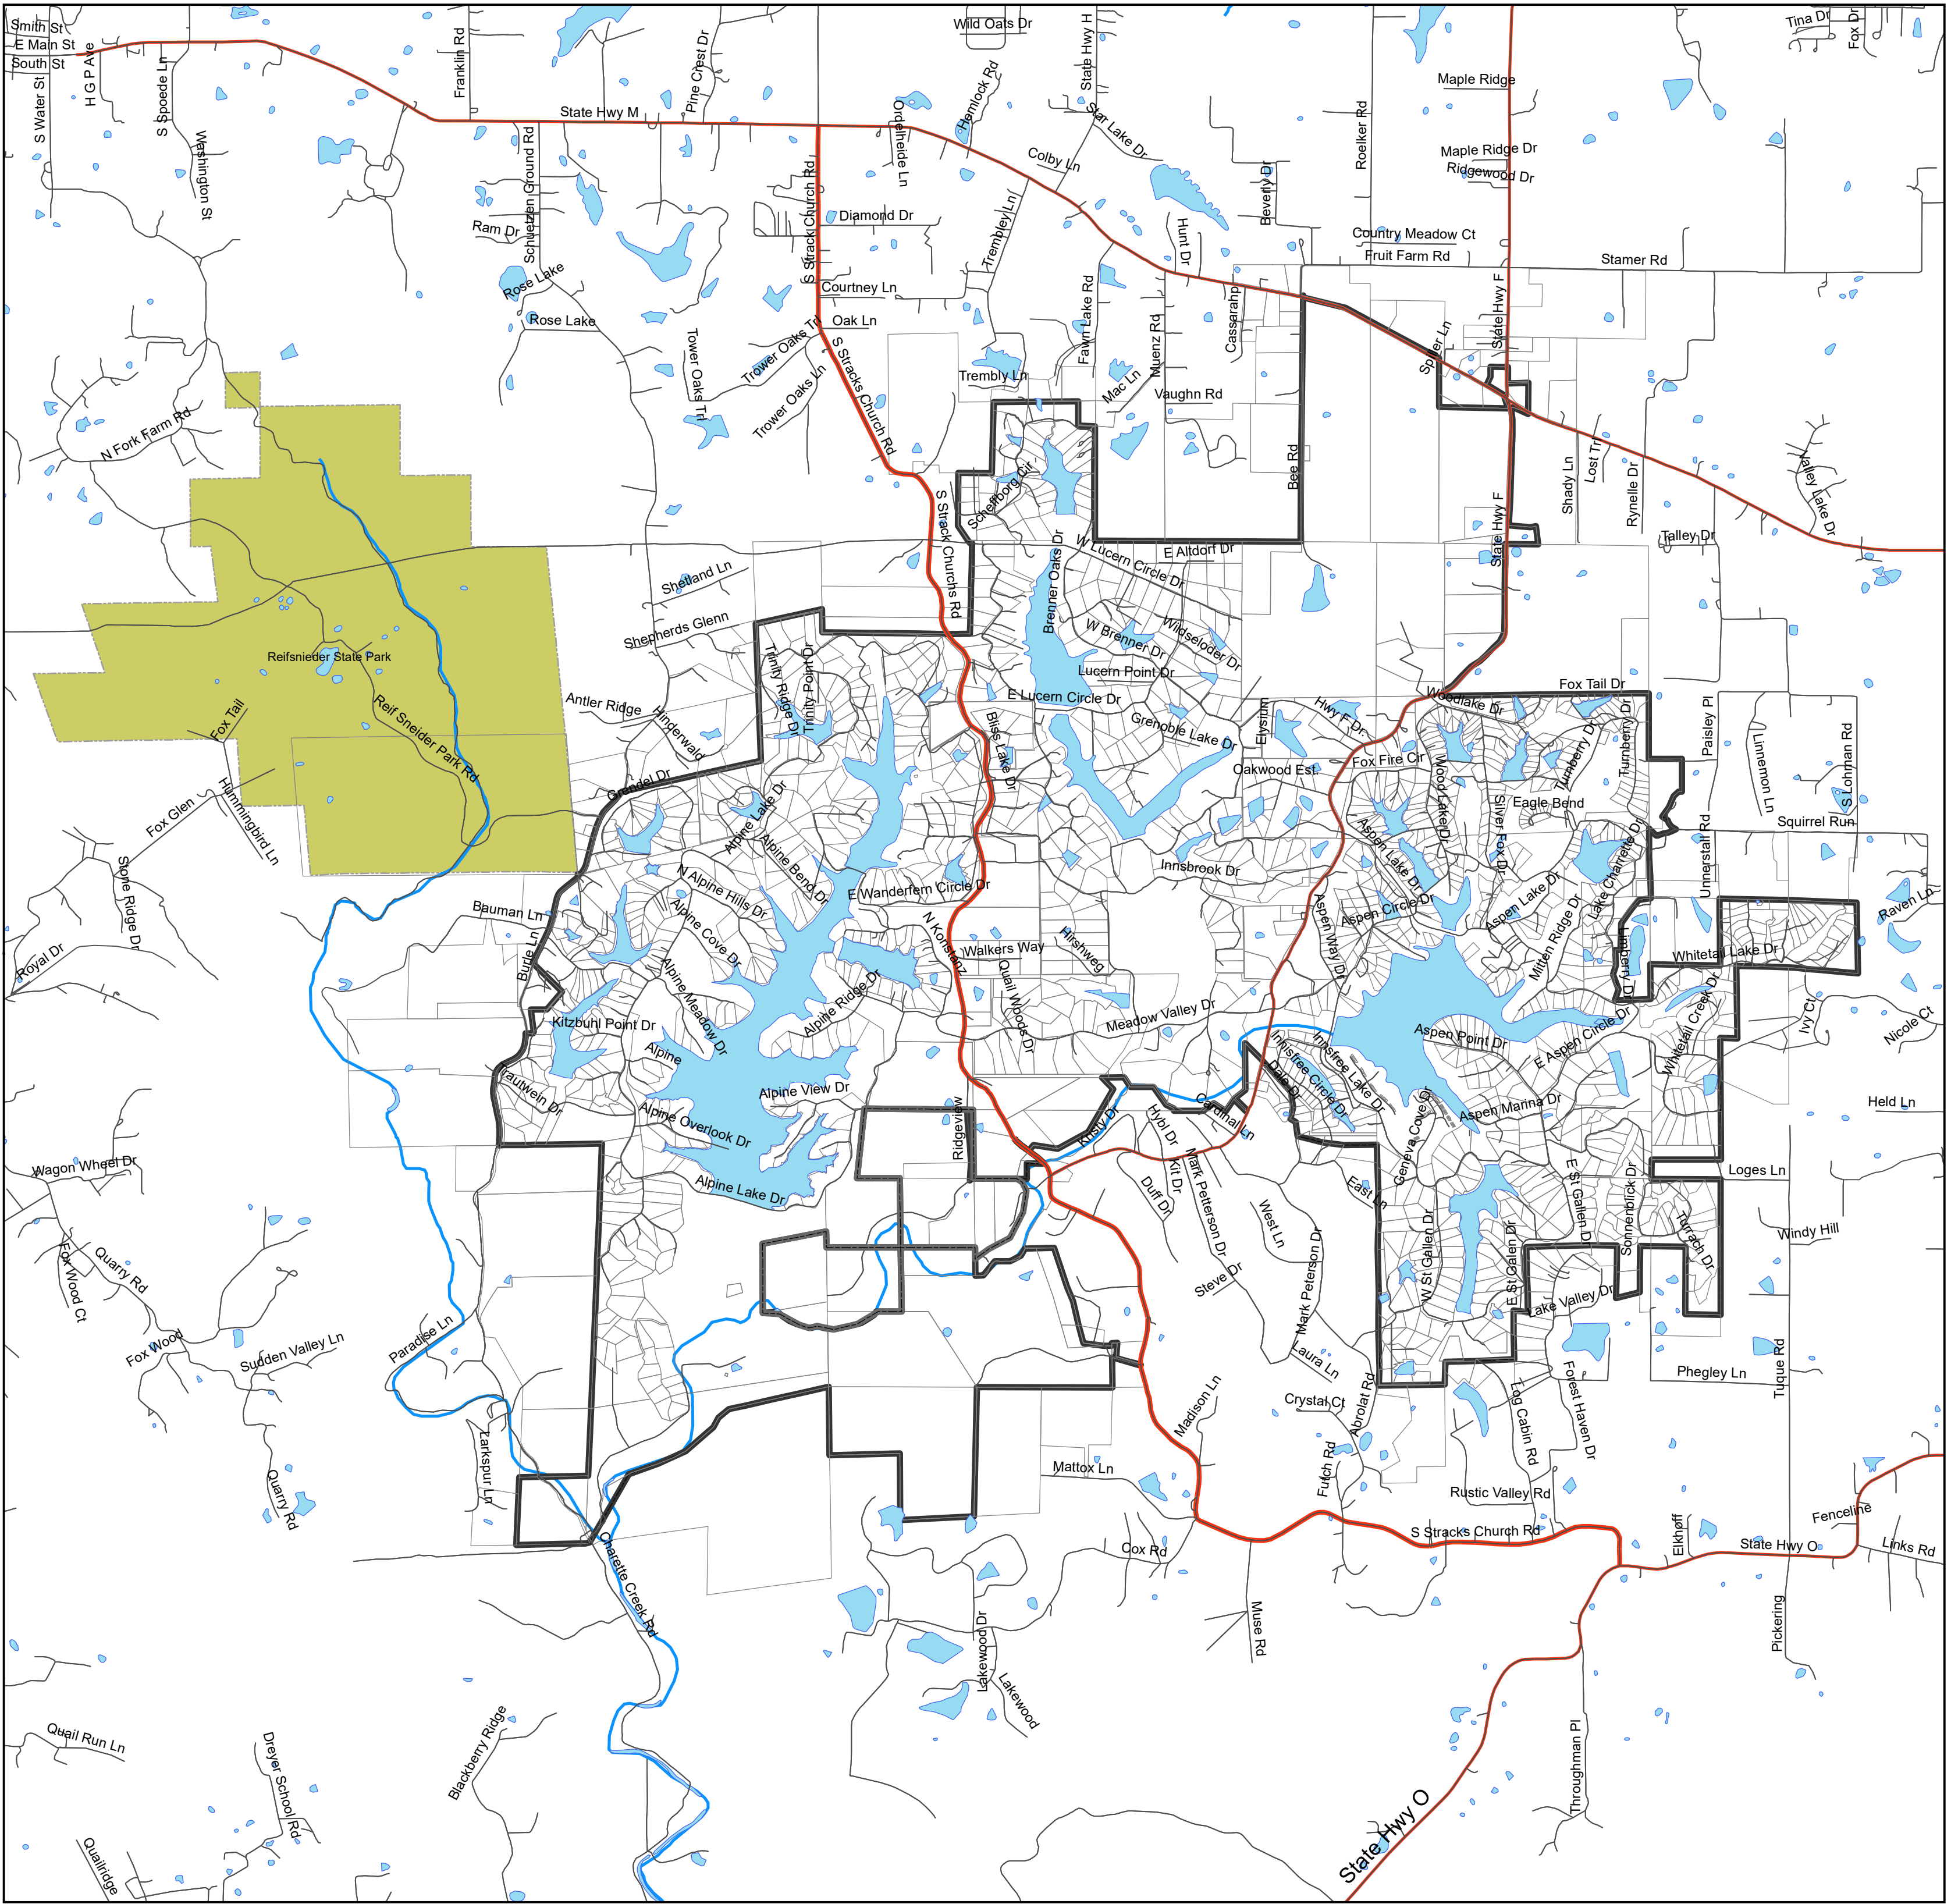 Smith St
E Main St
South St
S Water St
H G P Ave
S Spoede Ln
Washington St
Franklin Rd
State Hwy M
Pine Crest Dr
Wild Oats Dr
State Hwy H
Hemlock Rd
Ordelheide Ln
Star Lake Dr
Colby Ln
Roelker Rd
Beverly Dr
Maple Ridge
Maple Ridge Dr
Ridgewood Dr
Tina Dr
Fox Dr
Schuetzen Ground Rd
Ram Dr
Rose Lake
Rose Lake
S Strack Church Rd
Diamond Dr
Courtney Ln
Oak Ln
Trembley Ln
Hunt Dr
Country Meadow Ct
Fruit Farm Rd
Stamer Rd
State Hwy F
Fawn Lake Rd
Muenz Rd
Cassarahp
Tower Oaks Trl
Trower Oaks Trl
Trower Oaks Ln
S Stracks Church Rd
Trembly Ln
Mac Ln
Vaughn Rd
Bee Rd
N Fork Farm Rd
Scheffborg Cir
S Strack Churchs Rd
State Hwy F
Shady Ln
Lost Trl
Rynelle Dr
Talley Dr
Valley Lake Dr
W Lucern Circle Dr
E Altdorf Dr
Brenner Oaks Dr
Shetland Ln
Shepherds Glenn
W Brenner Dr
Wildseloder Dr
Lucern Point Dr
E Lucern Circle Dr
Reifsnieder State Park
Reif Sneider Park Rd
Fox Tail
Fox Glen
Hummingbird Ln
Stone Ridge Dr
Royal Dr
Antler Ridge
Hinderwald
Grendel Dr
Trinity Ridge Dr
Trinity Point Dr
Bliss Lake Dr
Grenoble Lake Dr
Elysium
Hwy F Dr.
Woodlake Dr
Fox Tail Dr
Oakwood Est.
Fox Fire Cir
Wood Lake Dr
Silver Fox Dr
Turnberry Dr
Turnberry Dr
Eagle Bend
Paisley Pl
Linnemon Ln
S Lohman Rd
Squirrel Run
Unnerstall Rd
Alpine Lake Dr
Alpine Bend Dr
N Alpine Hills Dr
Alpine Cove Dr
E Wanderfern Circle Dr
Innsbrook Dr
Aspen Lake Dr
Aspen Circle Dr
Aspen Lake Dr
Lake Charrette Dr
Mitten Ridge Dr
Limberry Dr
Whitetail Lake Dr
Whitetail Creek Dr
Raven Ln
Ivy Ct
Nicole Ct
Bauman Ln
Burle Ln
N Konstanz
Walkers Way
Hirshweg
Quail Woods Dr
Meadow Valley Dr
Aspen Way Dr
Alpine Meadow Dr
Alpine Ridge Dr
Kitzbuhl Point Dr
Alpine
Alpine View Dr
Trautwein Dr
Alpine Overlook Dr
Alpine Lake Dr
Ridgeview
Innsfree Circle Dr
Innsfree Lake Dr
Dale Dr
Cardinal Ln
Aspen Point Dr
E Aspen Circle Dr
Aspen Marina Dr
Geneva Cove Dr
Held Ln
Kristy Dr
Hybl Dr
Kit Dr
Duff Dr
Mark Petterson Dr
West Ln
East Ln
Steve Dr
Mark Peterson Dr
Laura Ln
W St Gallen Dr
E St Galen Dr
E St Gallen Dr
Sonnenblick Dr
Turrach Dr
Lake Valley Dr
Loges Ln
Windy Hill
Phegley Ln
Tuque Rd
Wagon Wheel Dr
Fox Wood Ct
Quarry Rd
Fox Wood
Sudden Valley Ln
Quarry Rd
Paradise Ln
Larkspur Ln
Charette Creek Rd
Madison Ln
Mattox Ln
Cox Rd
Crystal Ct
Abrolat Rd
Futch Rd
Log Cabin Rd
Forest Haven Dr
Rustic Valley Rd
S Stracks Church Rd
Elkhoff
State Hwy O
Fenceline
Links Rd
Muse Rd
Pickering
Lakewood Dr
Lakewood
Throughman Pl
State Hwy O
Quail Run Ln
Dreyer School Rd
Quailridge
Blackberry Ridge